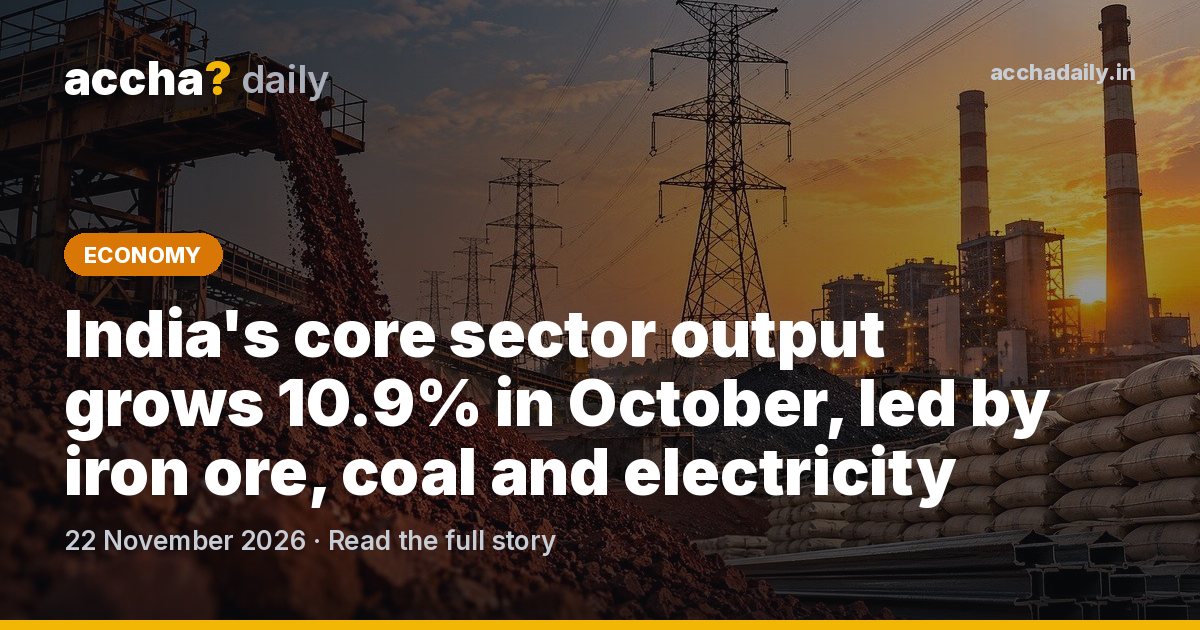 accha? daily
acchadaily.in
ECONOMY
India's core sector output
grows 10.9% in October, led by
iron ore, coal and electricity
22 November 2026 · Read the full story